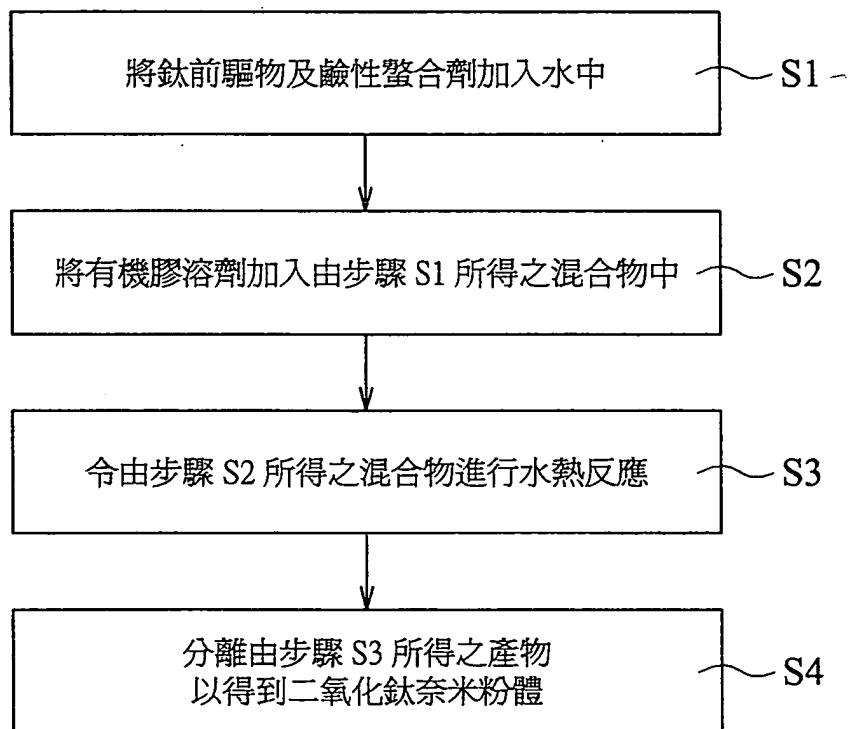 將鈦前驅物及鹼性螯合劑加入水中
S1
將有機膠溶劑加入由步驟 S1 所得之混合物中
S2
令由步驟 S2 所得之混合物進行水熱反應
S3
分離由步驟 S3 所得之產物
以得到二氧化鈦奈米粉體
S4